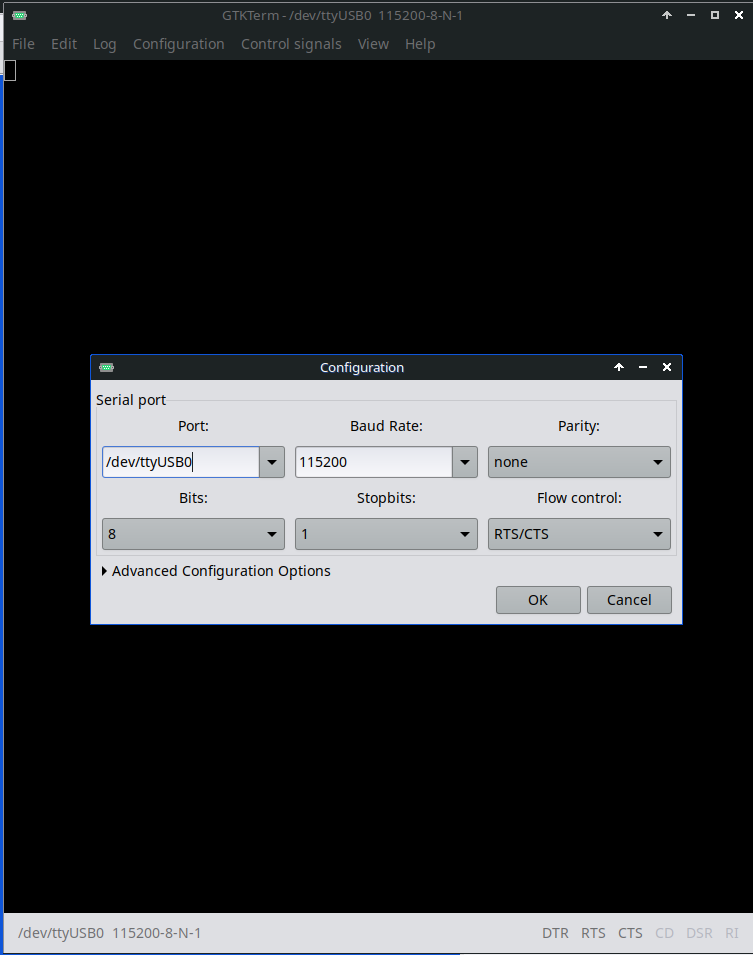 GTKTerm - /dev/ttyUSB0 115200-8-N-1
File Edit Log Configuration Control signals View Help
Configuration
Serial port
Port: Baud Rate: Parity:
/dev/ttyUSB0 115200 none
Bits: Stopbits: Flow control:
8 1 RTS/CTS
Advanced Configuration Options
OK Cancel
/dev/ttyUSB0 115200-8-N-1 DTR RTS CTS CD DSR RI